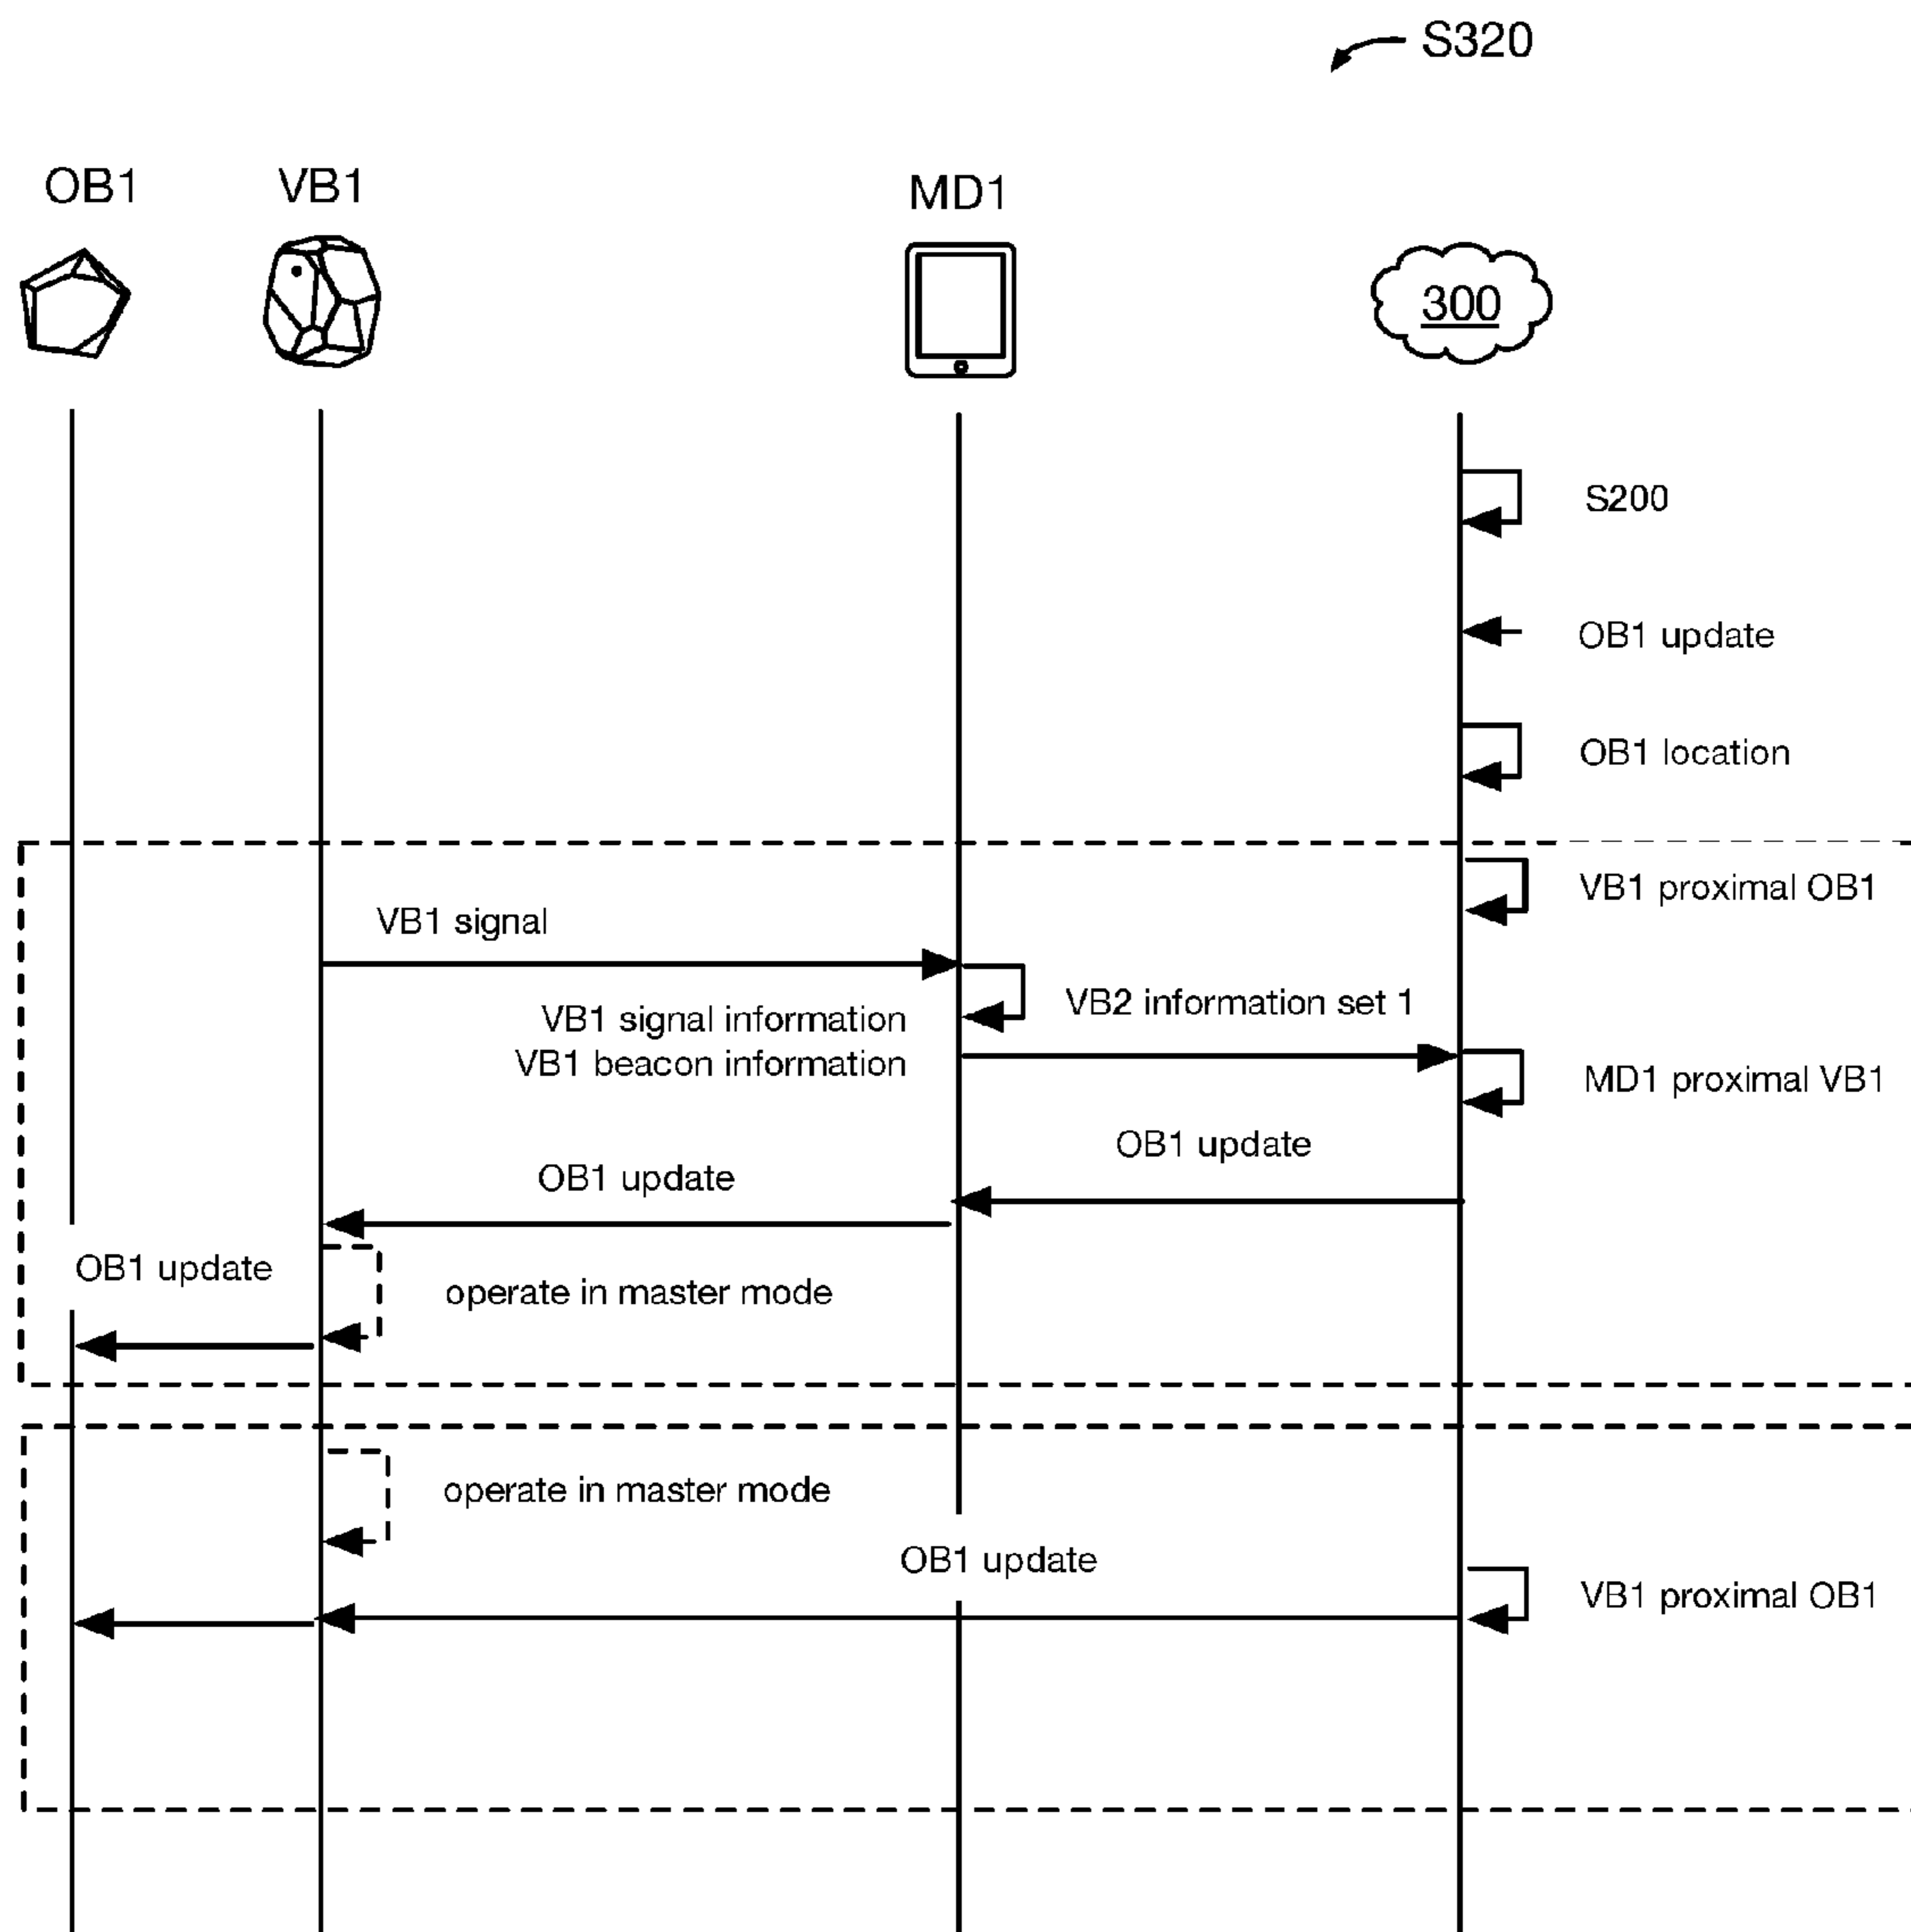 S320
OB1
VB1
MD1
300
S200
OB1 update
OB1 location
VB1 proximal OB1
VB1 signal
VB2 information set 1
VB1 signal information
VB1 beacon information
MD1 proximal VB1
OB1 update
OB1 update
OB1 update
operate in master mode
operate in master mode
OB1 update
VB1 proximal OB1